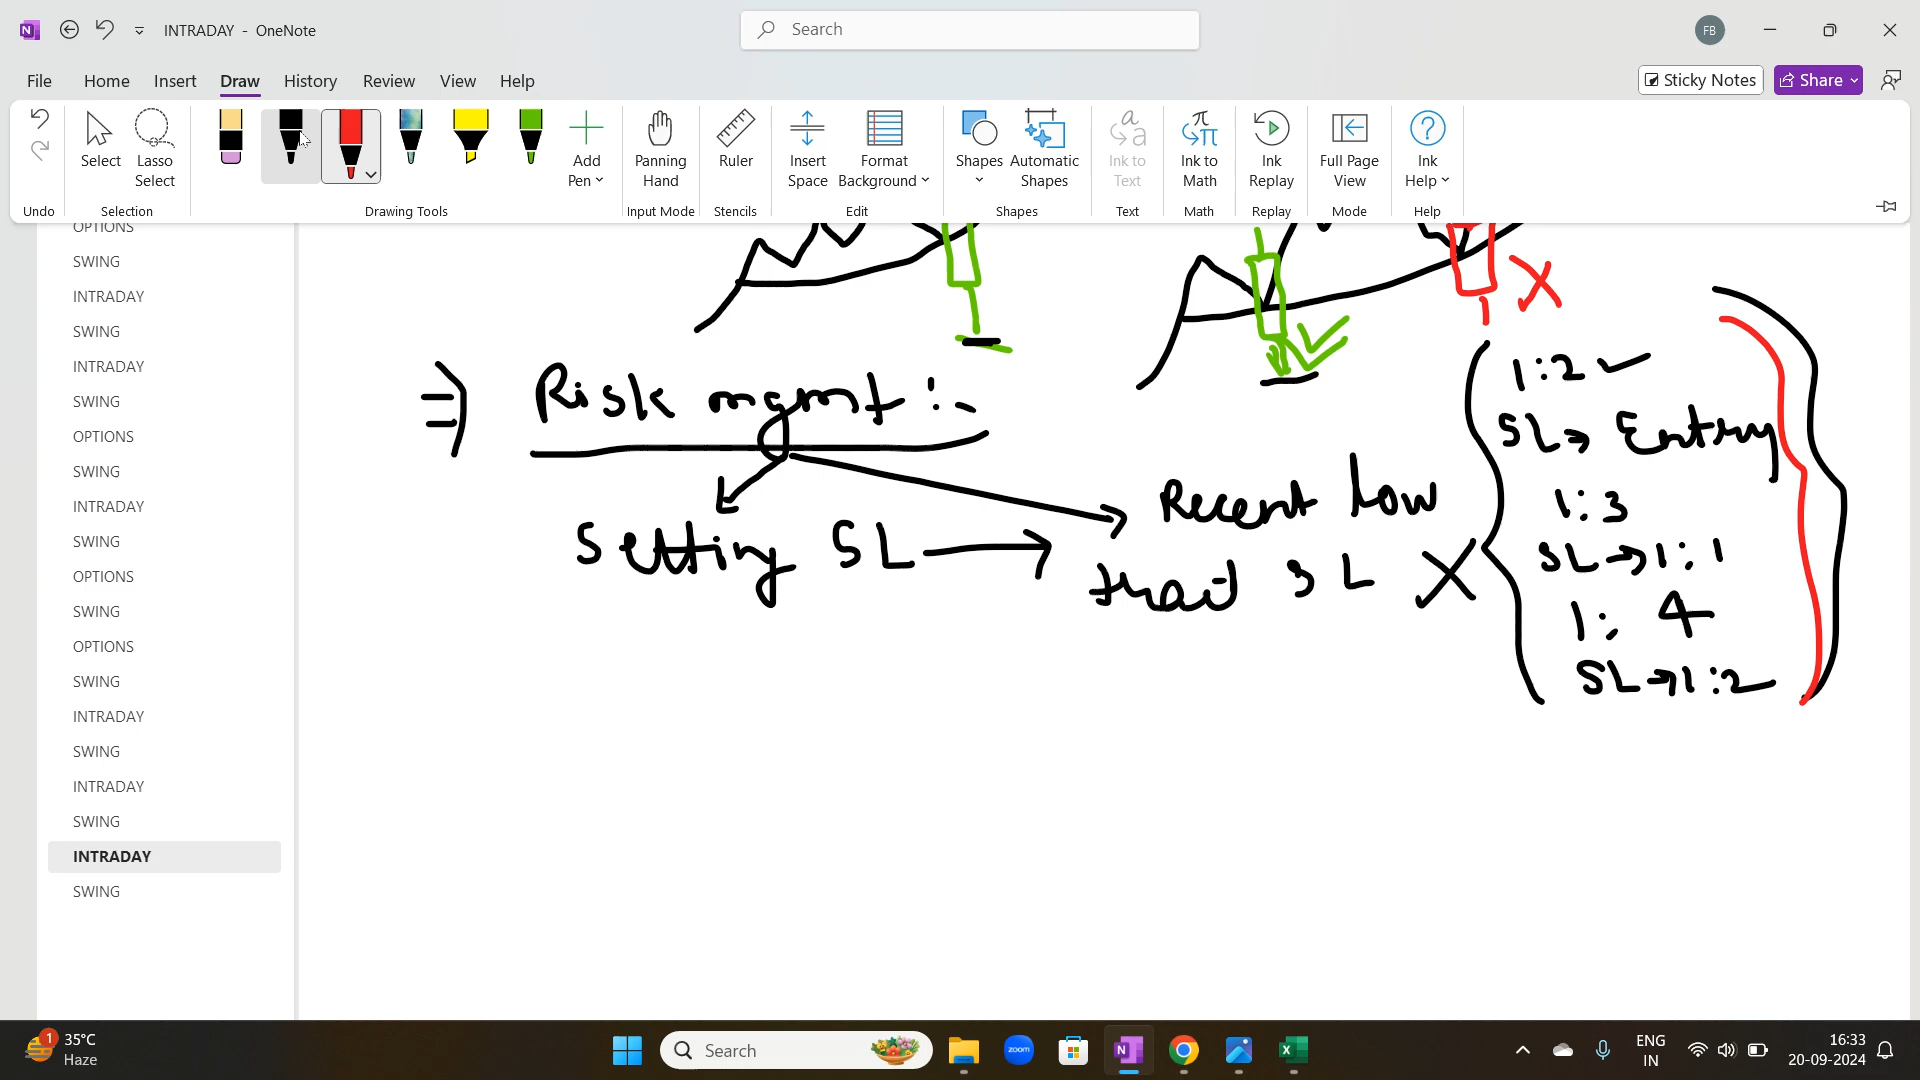 INTRADAY - OneNote
Search
FB
File Home Insert Draw History Review View Help
Sticky Notes
Share
Select
Lasso Select
Add Pen
Panning Hand
Ruler
Insert Space
Format Background
Shapes
Automatic Shapes
Ink to Text
Ink to Math
Ink Replay
Full Page View
Ink Help
Undo
Selection
Drawing Tools
Input Mode
Stencils
Edit
Shapes
Text
Math
Replay
Mode
Help
OPTIONS
SWING
INTRADAY
SWING
INTRADAY
SWING
OPTIONS
SWING
INTRADAY
SWING
OPTIONS
SWING
OPTIONS
SWING
INTRADAY
SWING
INTRADAY
SWING
INTRADAY
SWING
⇒ Risk mgmt :-
Setting SL →
Recent Low
SL X
1:2 ✓
SL → Entry
1:3
SL → 1:1
1: 4
SL → 1:2
1
35°C
Haze
Search
zoom
ENG
IN
16:33
20-09-2024